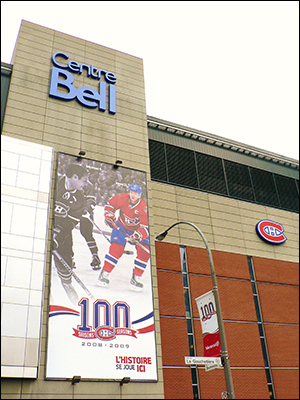 Centre
Bell
100
SAISONS SEASONS
2008 - 2009
L'HISTOIRE
SE JOUE ICI
100
de la Gauchetière